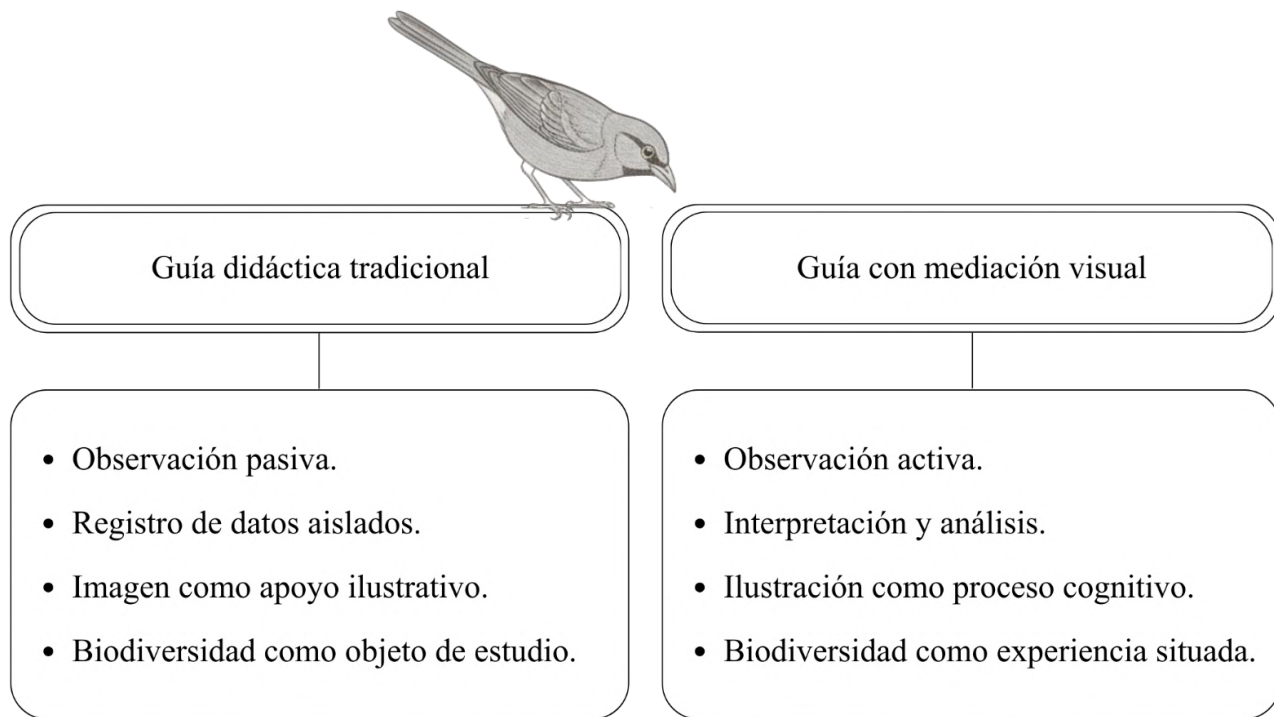 Guía didáctica tradicional
Guía con mediación visual
• Observación pasiva.
• Registro de datos aislados.
• Imagen como apoyo ilustrativo.
• Biodiversidad como objeto de estudio.
• Observación activa.
• Interpretación y análisis.
• Ilustración como proceso cognitivo.
• Biodiversidad como experiencia situada.